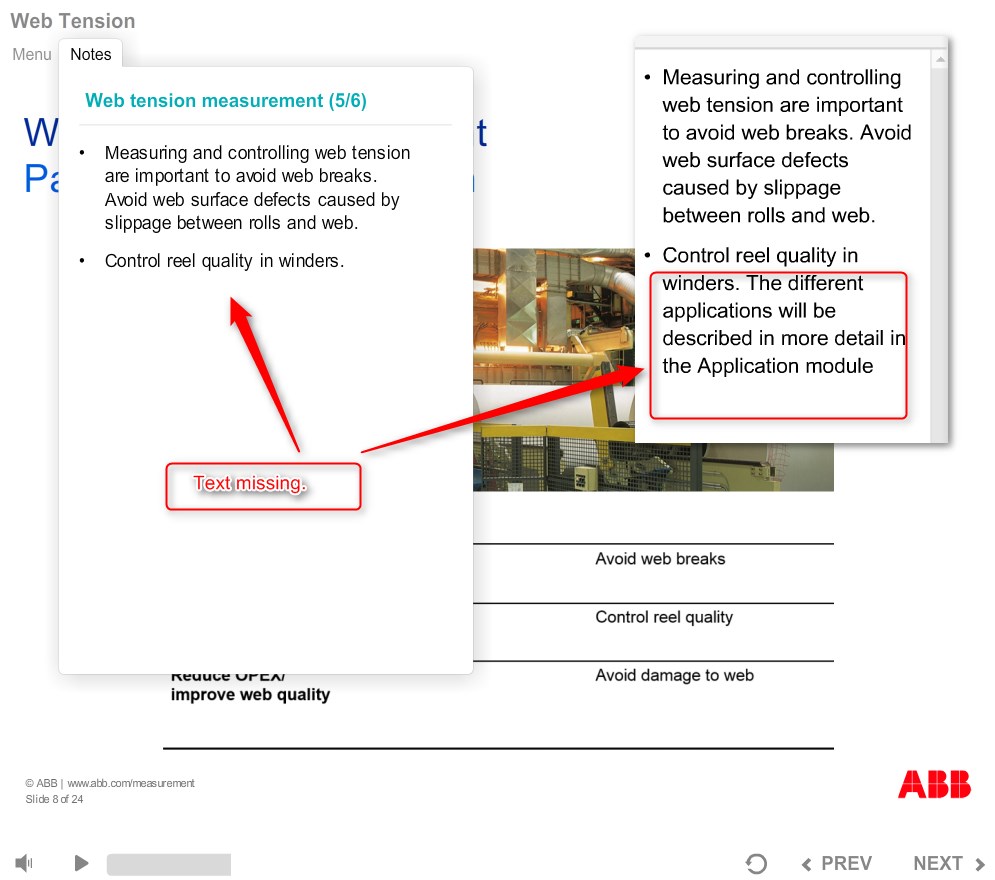 Web Tension
Menu
Notes
Web tension measurement (5/6)
• Measuring and controlling web tension
are important to avoid web breaks.
Avoid web surface defects caused by
slippage between rolls and web.
• Control reel quality in winders.
Text missing.
• Measuring and controlling
web tension are important
to avoid web breaks. Avoid
web surface defects
caused by slippage
between rolls and web.
• Control reel quality in
winders. The different
applications will be
described in more detail in
the Application module
Avoid web breaks
Control reel quality
Reduce OPEX/
improve web quality
Avoid damage to web
© ABB | www.abb.com/measurement
Slide 8 of 24
ABB
PREV
NEXT